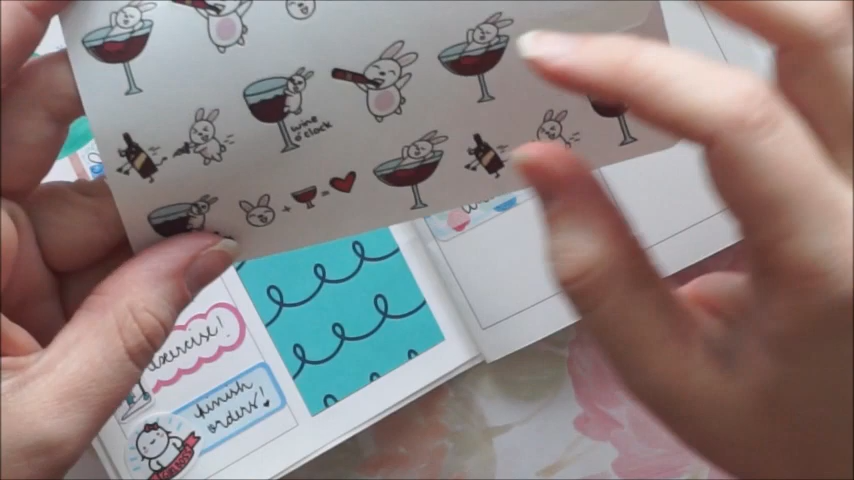 wine
o'clock
+ =
exercise!
finish
orders!